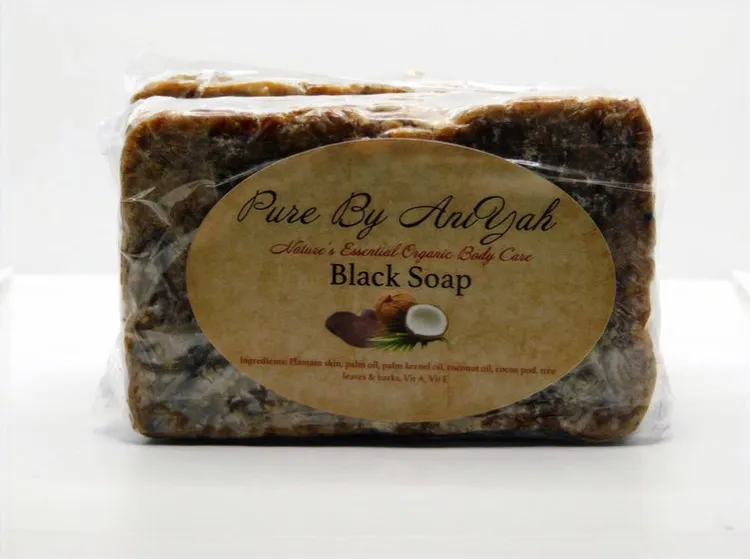 Pure By AniYah
Nature's Essential Organic Body Care
Black Soap
Ingredients: Plantain skin, palm oil, palm kernel oil, coconut oil, cocoa pod, tree
leaves & barks, Vit A, Vit E